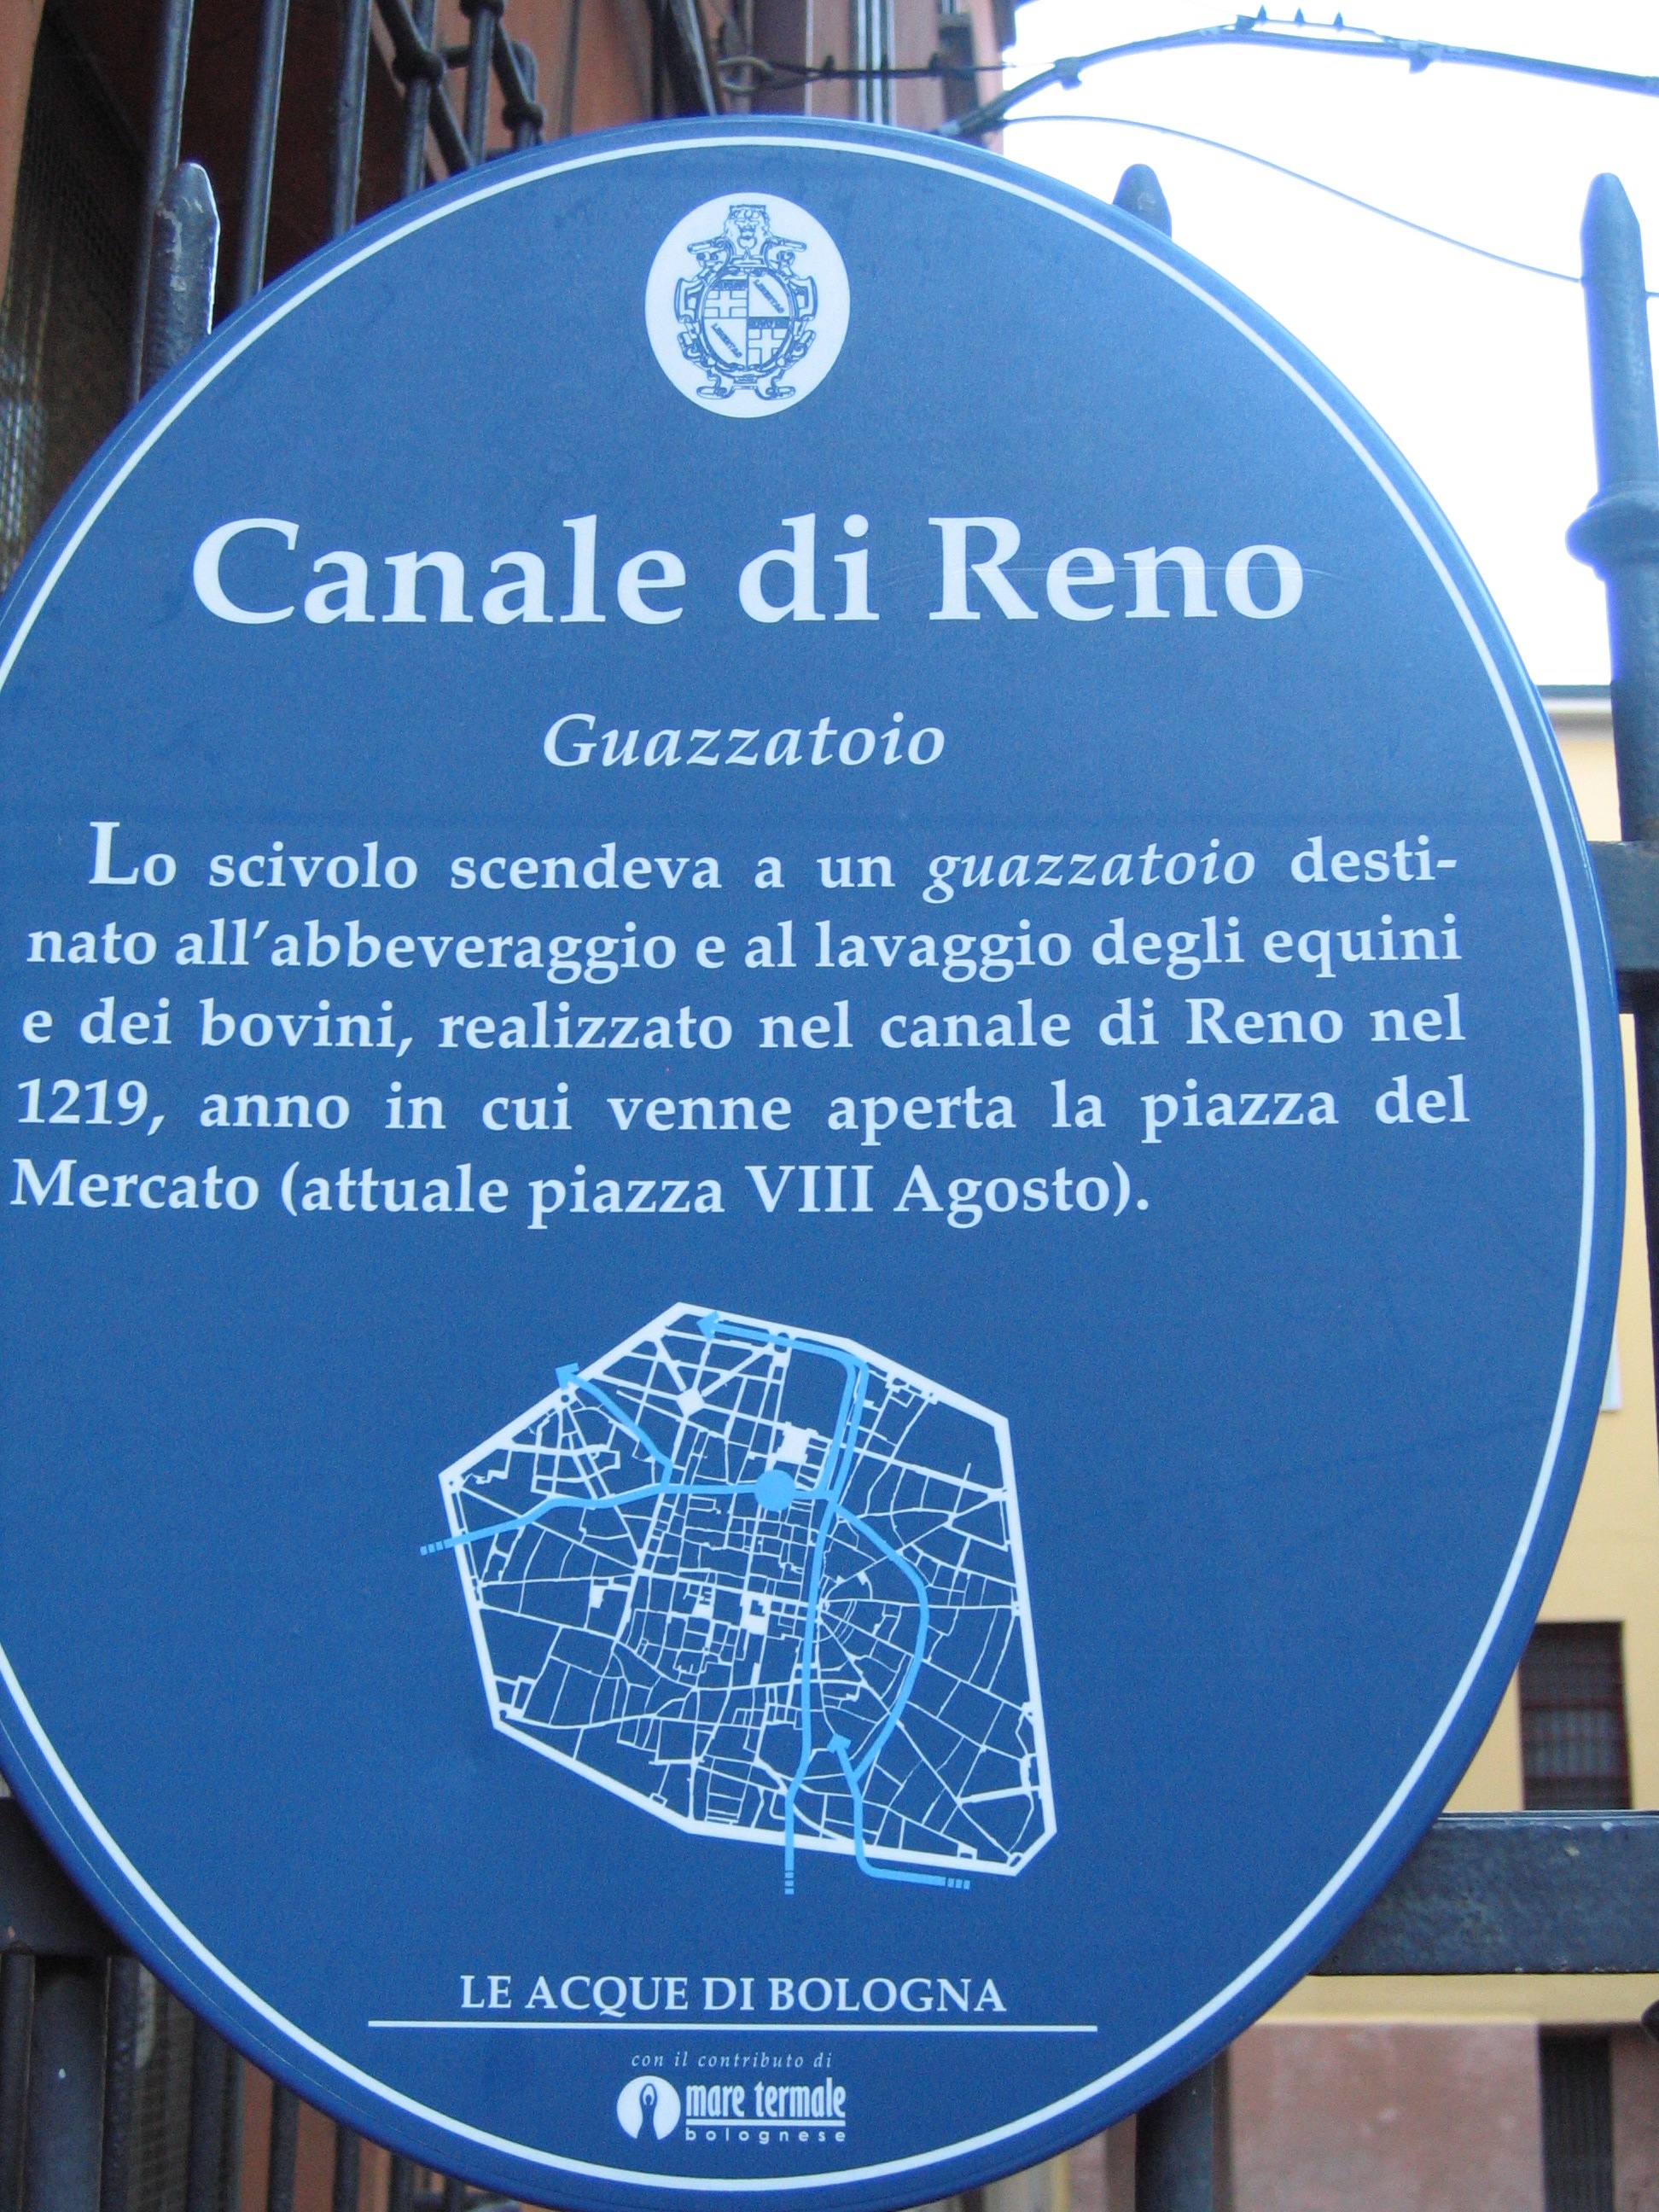 LIBERTAS
LIBERTAS
Canale di Reno
Guazzatoio
Lo scivolo scendeva a un guazzatoio desti-
nato all'abbeveraggio e al lavaggio degli equini
e dei bovini, realizzato nel canale di Reno nel
1219, anno in cui venne aperta la piazza del
Mercato (attuale piazza VIII Agosto).
LE ACQUE DI BOLOGNA
con il contributo di
mare termale
bolognese